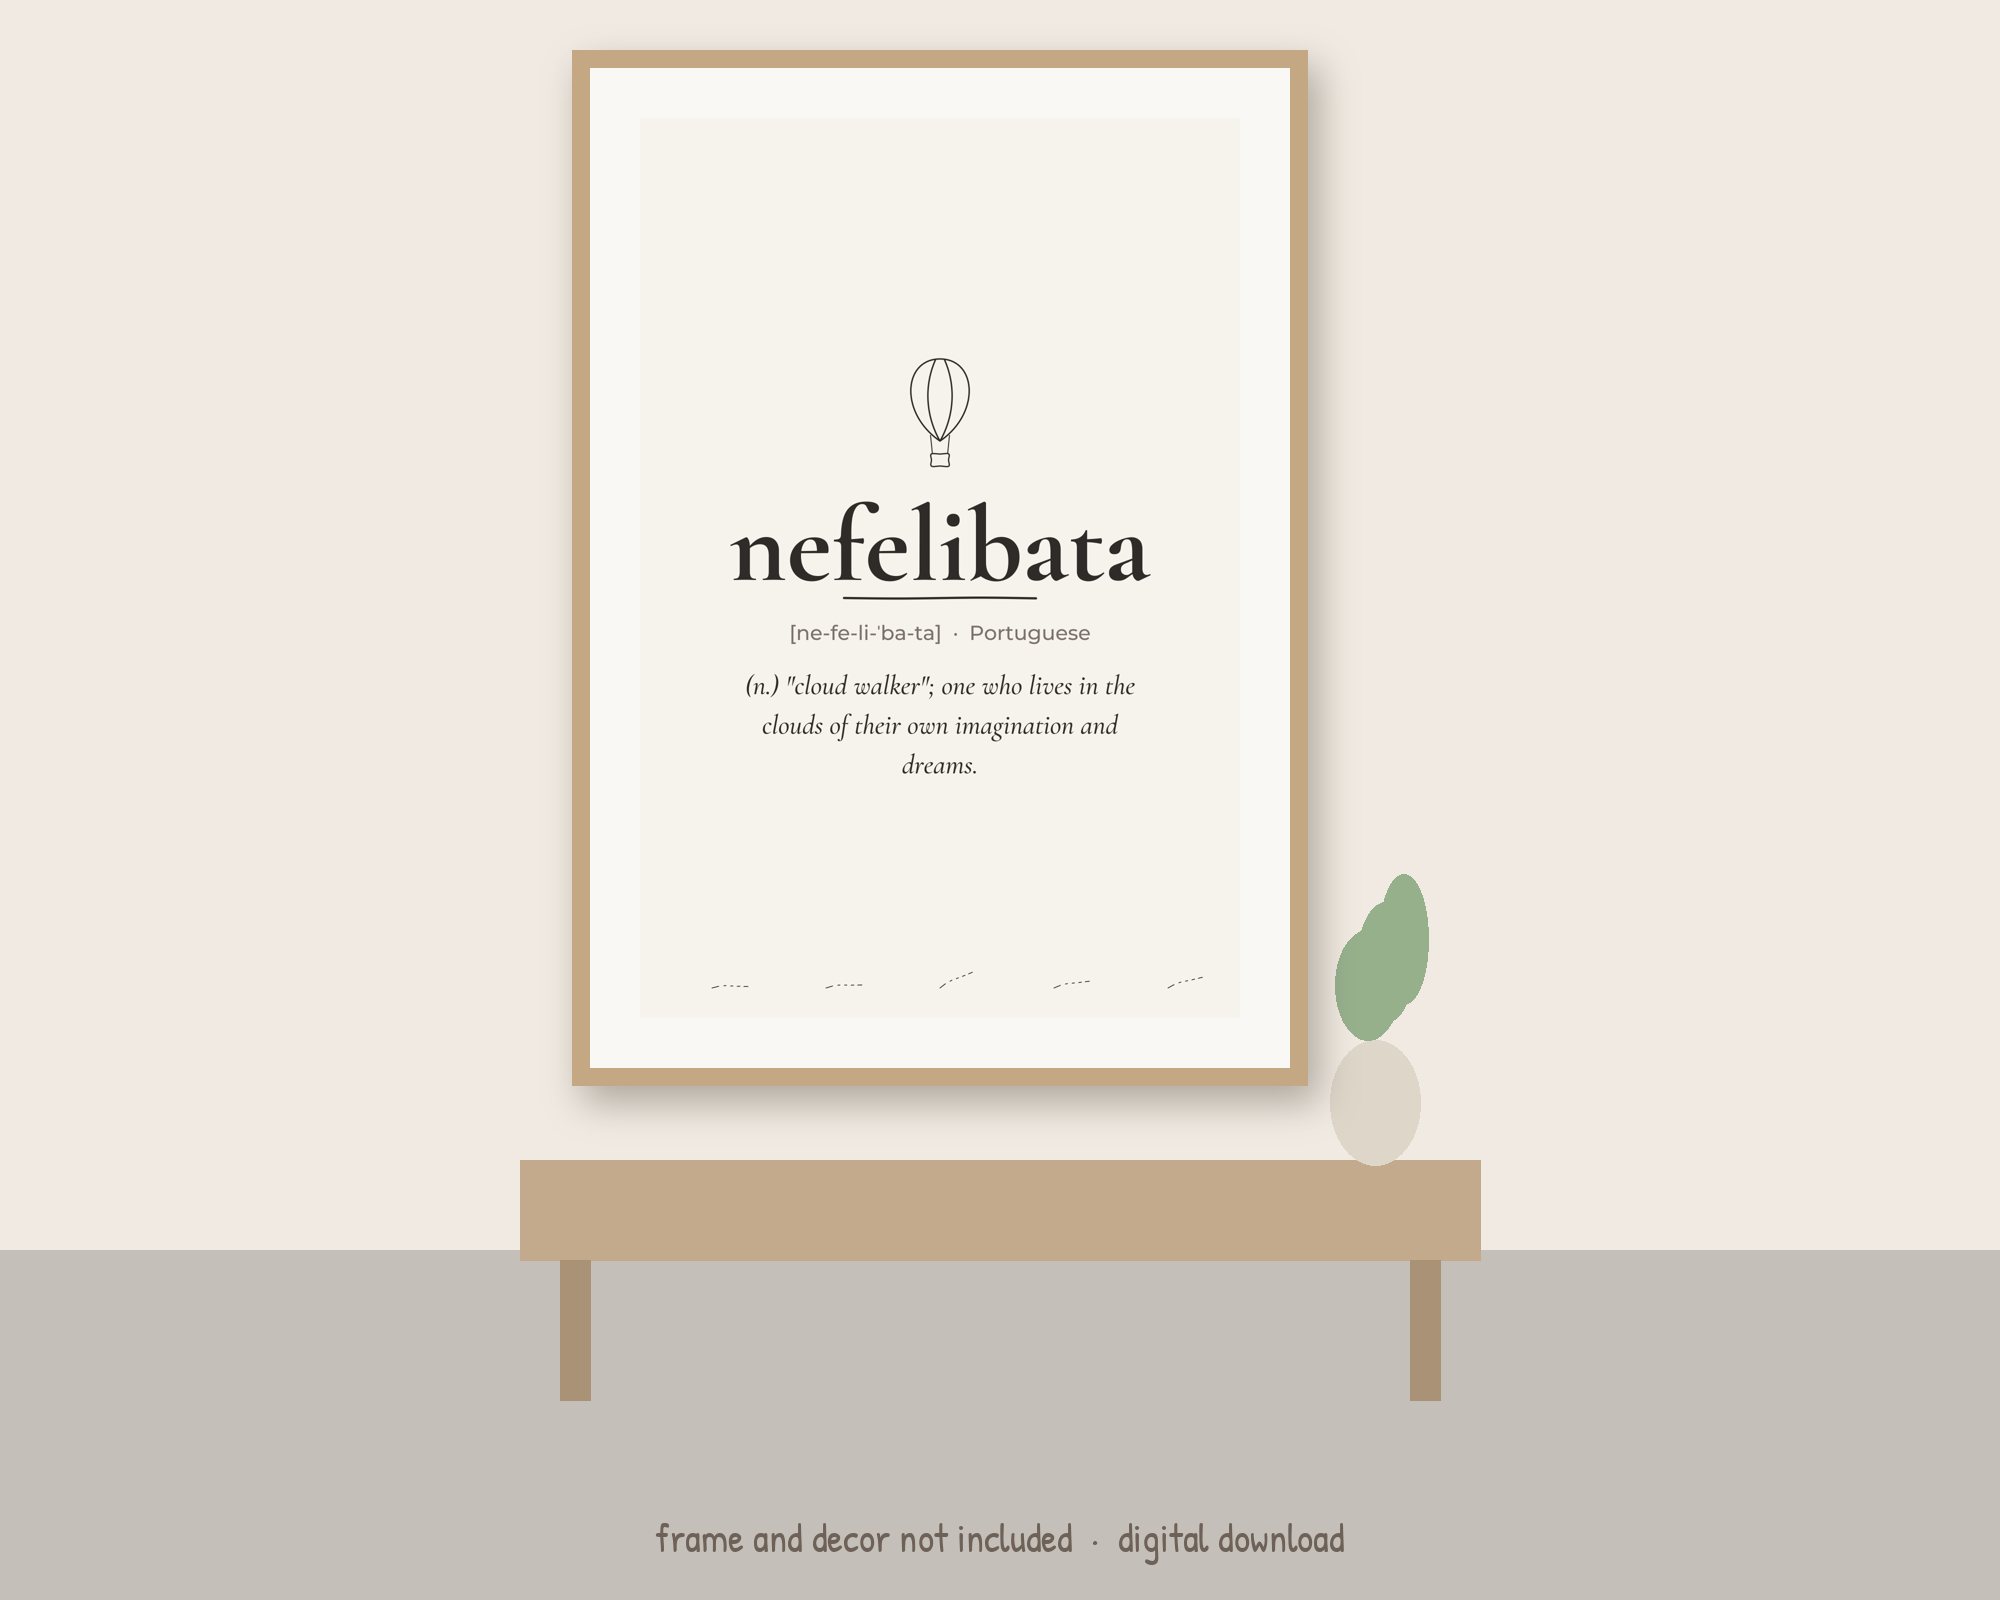 nefelibata
[ne-fe-li-ˈba-ta] · Portuguese
(n.) "cloud walker"; one who lives in the
clouds of their own imagination and
dreams.
frame and decor not included · digital download